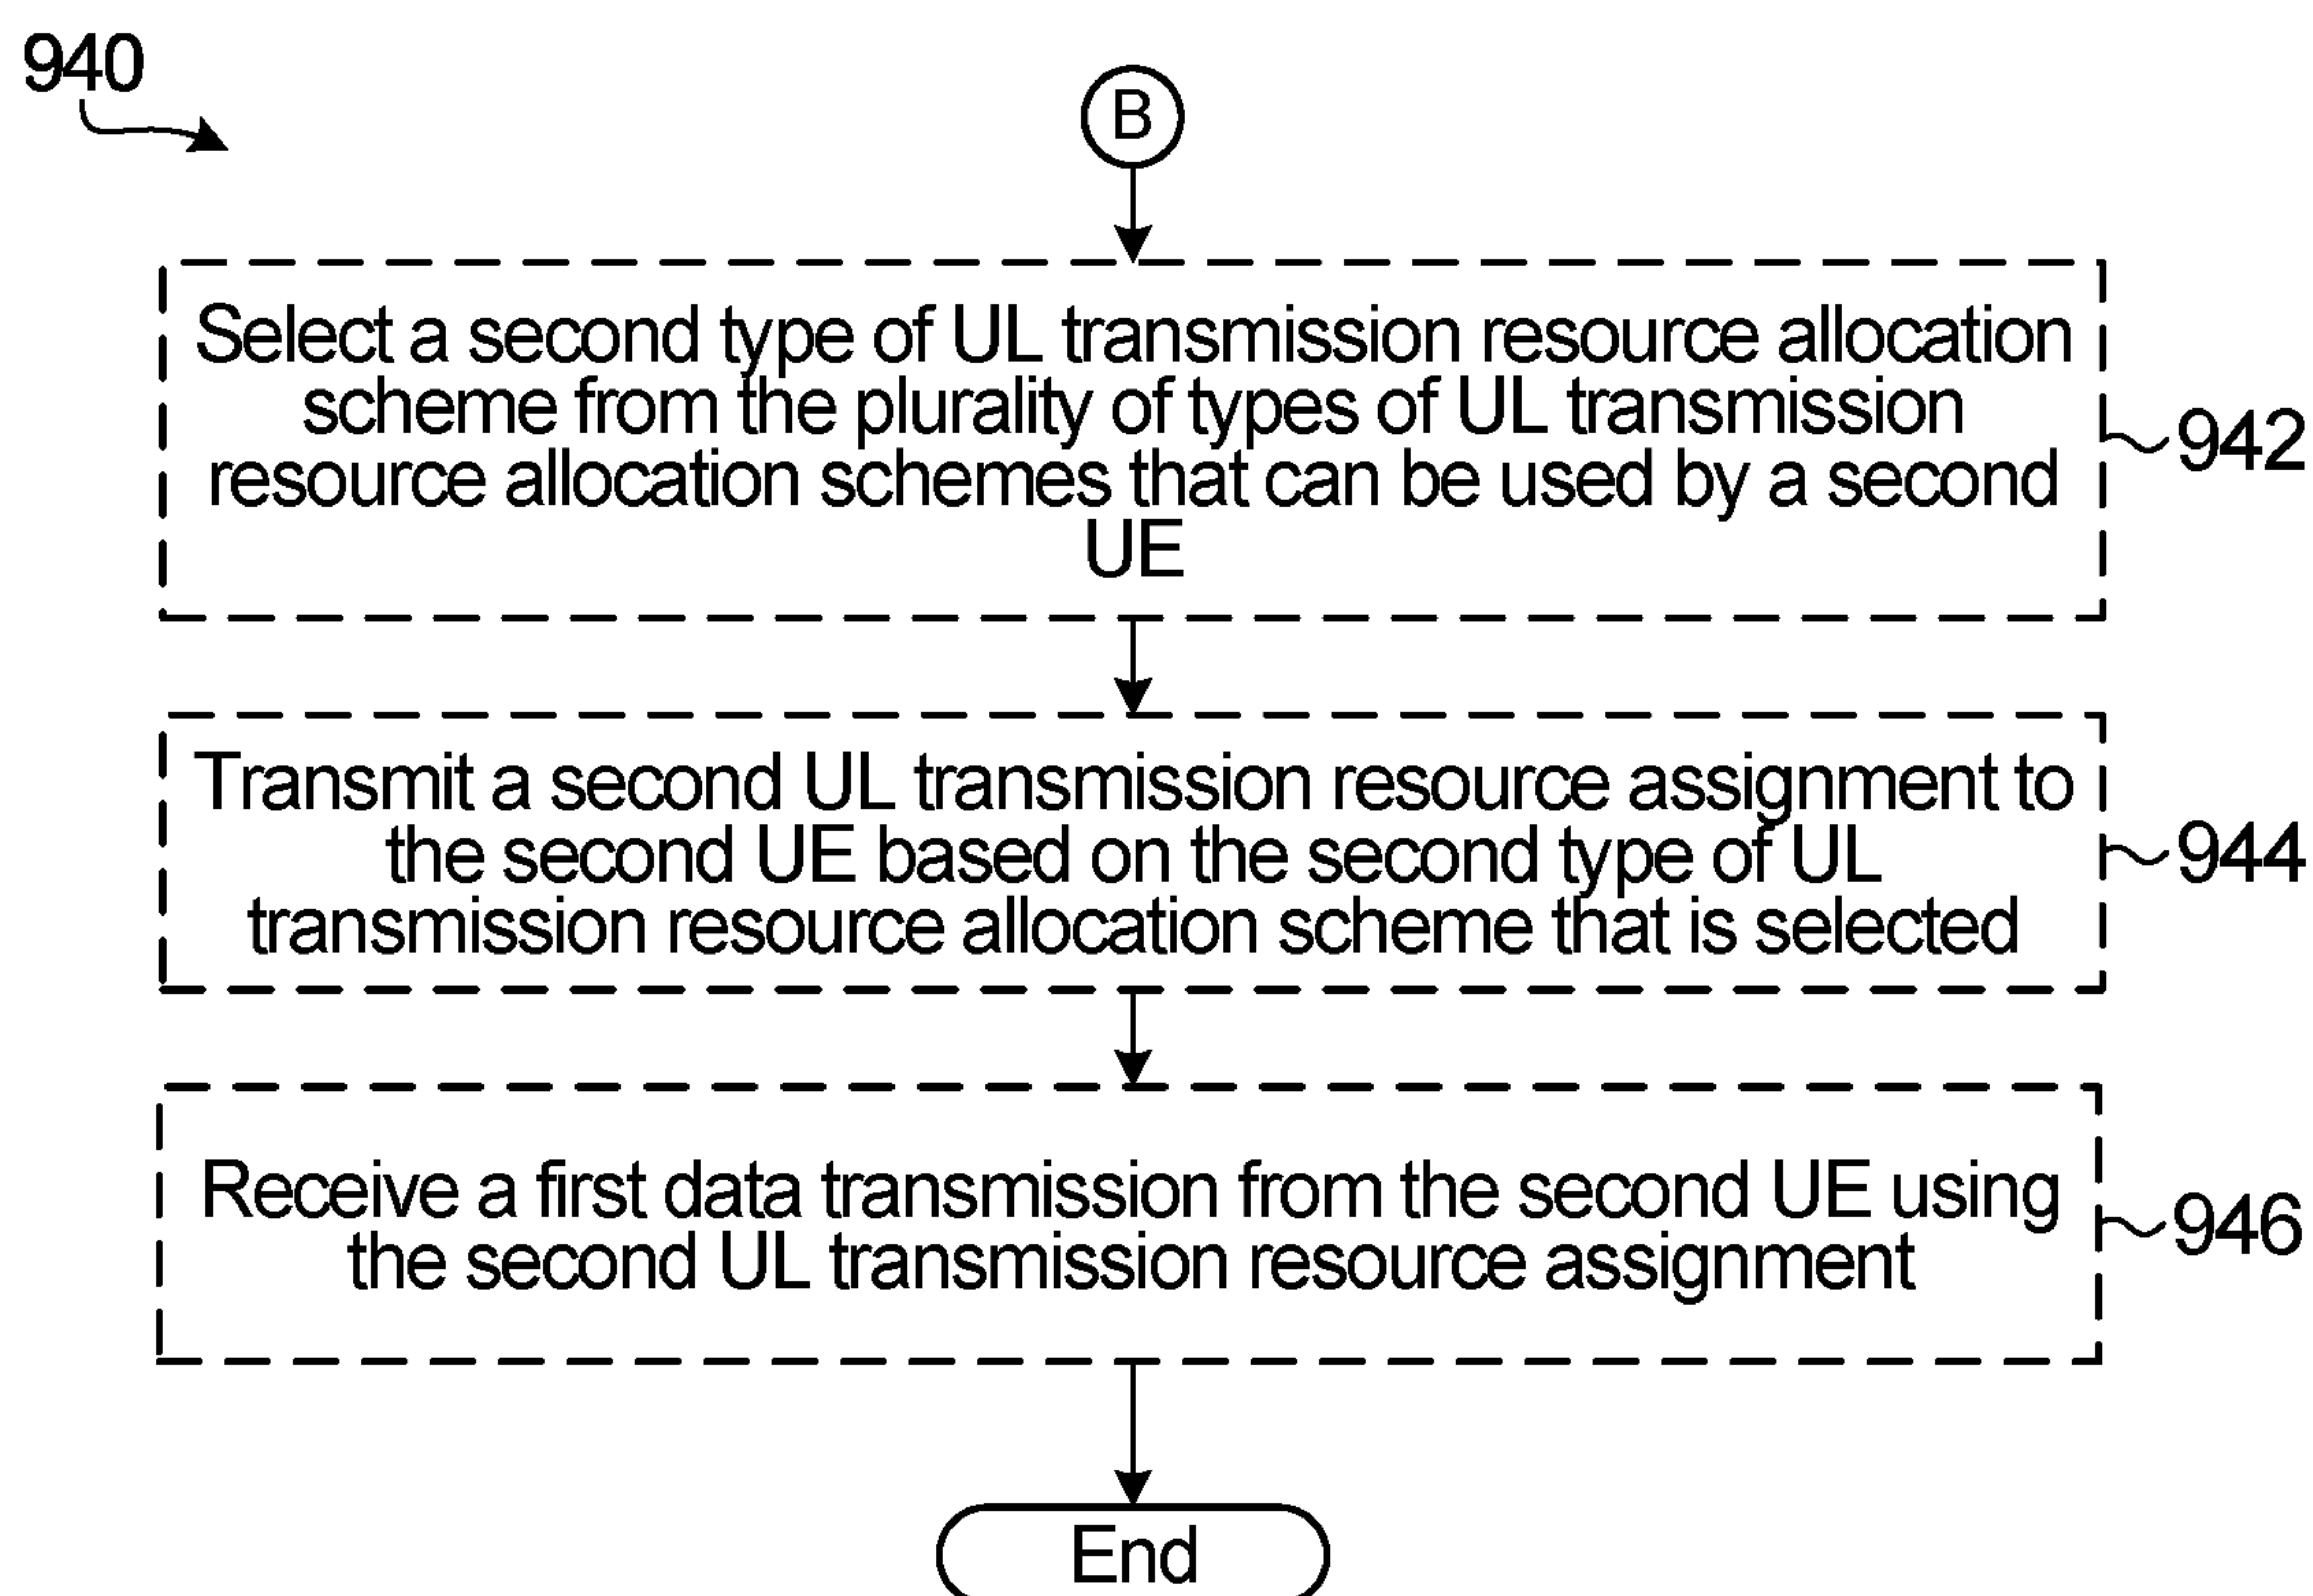 940
B
Select a second type of UL transmission resource allocation
scheme from the plurality of types of UL transmission
resource allocation schemes that can be used by a second
UE
942
Transmit a second UL transmission resource assignment to
the second UE based on the second type of UL
transmission resource allocation scheme that is selected
944
Receive a first data transmission from the second UE using
the second UL transmission resource assignment
946
End